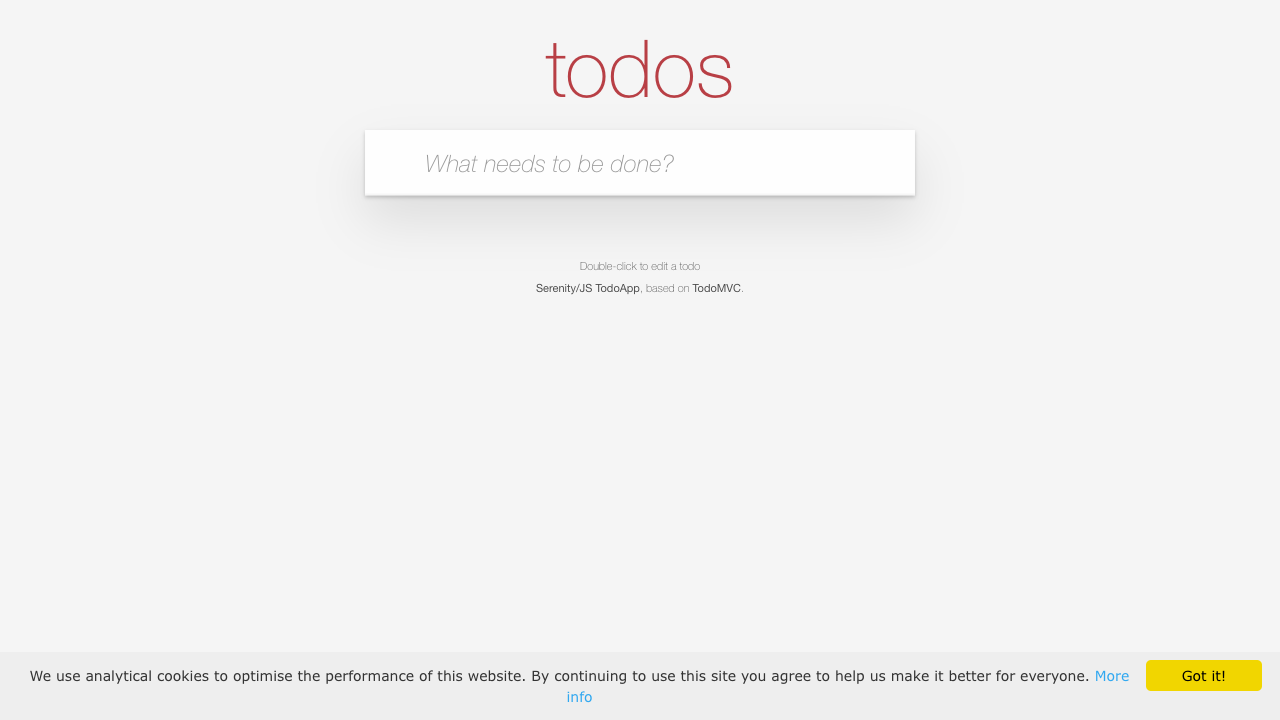 todos
What needs to be done?
Double-click to edit a todo
Serenity/JS TodoApp, based on TodoMVC.
We use analytical cookies to optimise the performance of this website. By continuing to use this site you agree to help us make it better for everyone. More
info
Got it!